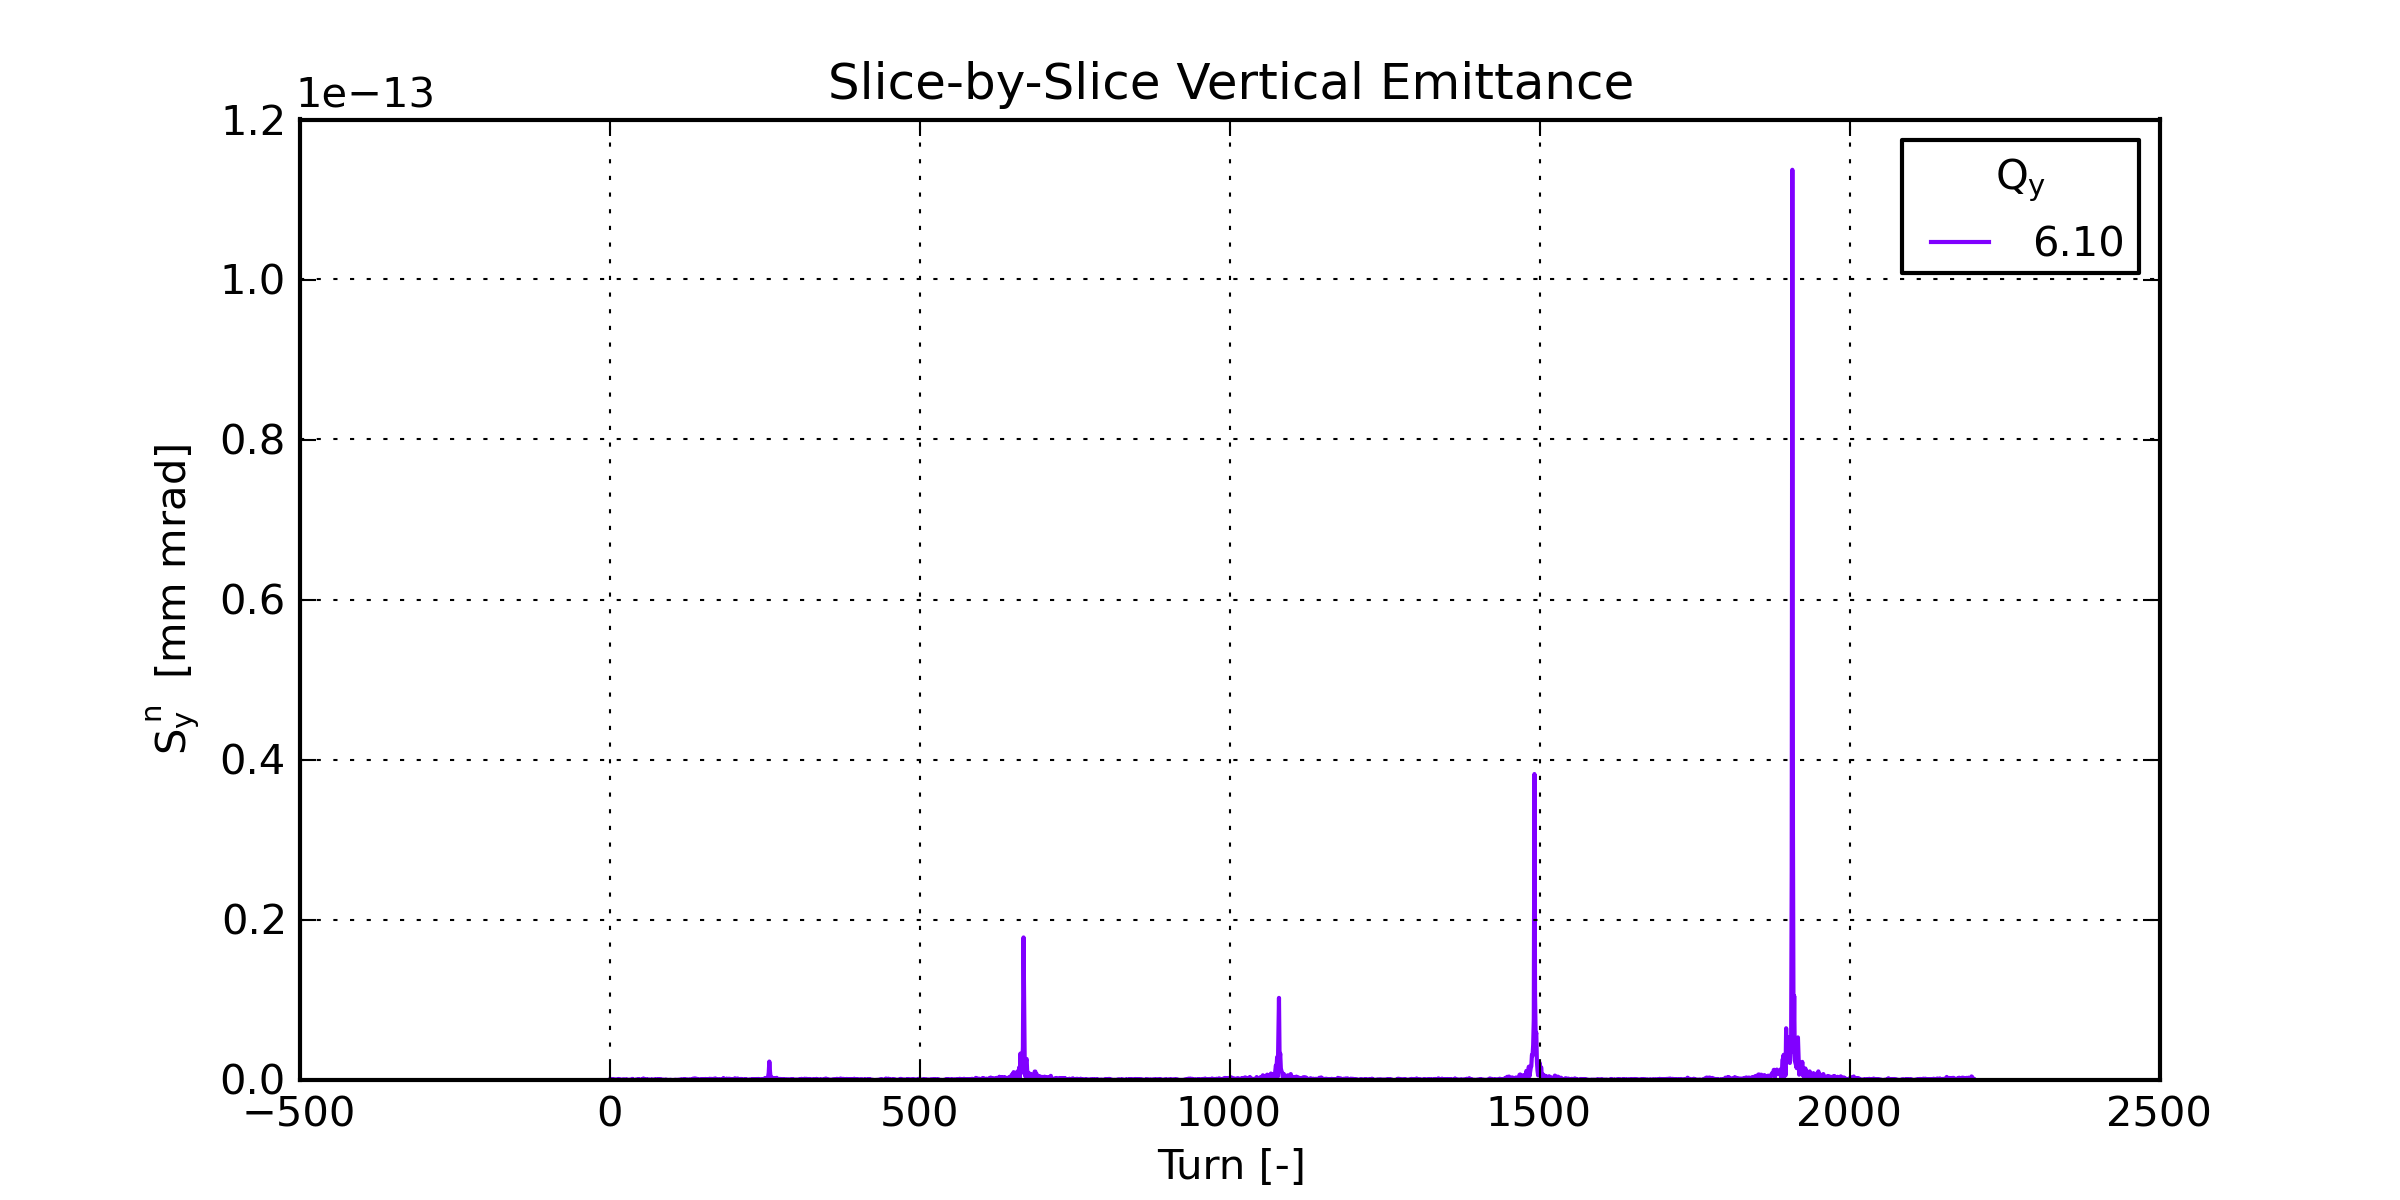 Slice-by-Slice Vertical Emittance
1e−13
1.2
1.0
0.8
0.6
0.4
0.2
0.0
S_y^n [mm mrad]
Q_y
6.10
−500 0 500 1000 1500 2000 2500
Turn [-]